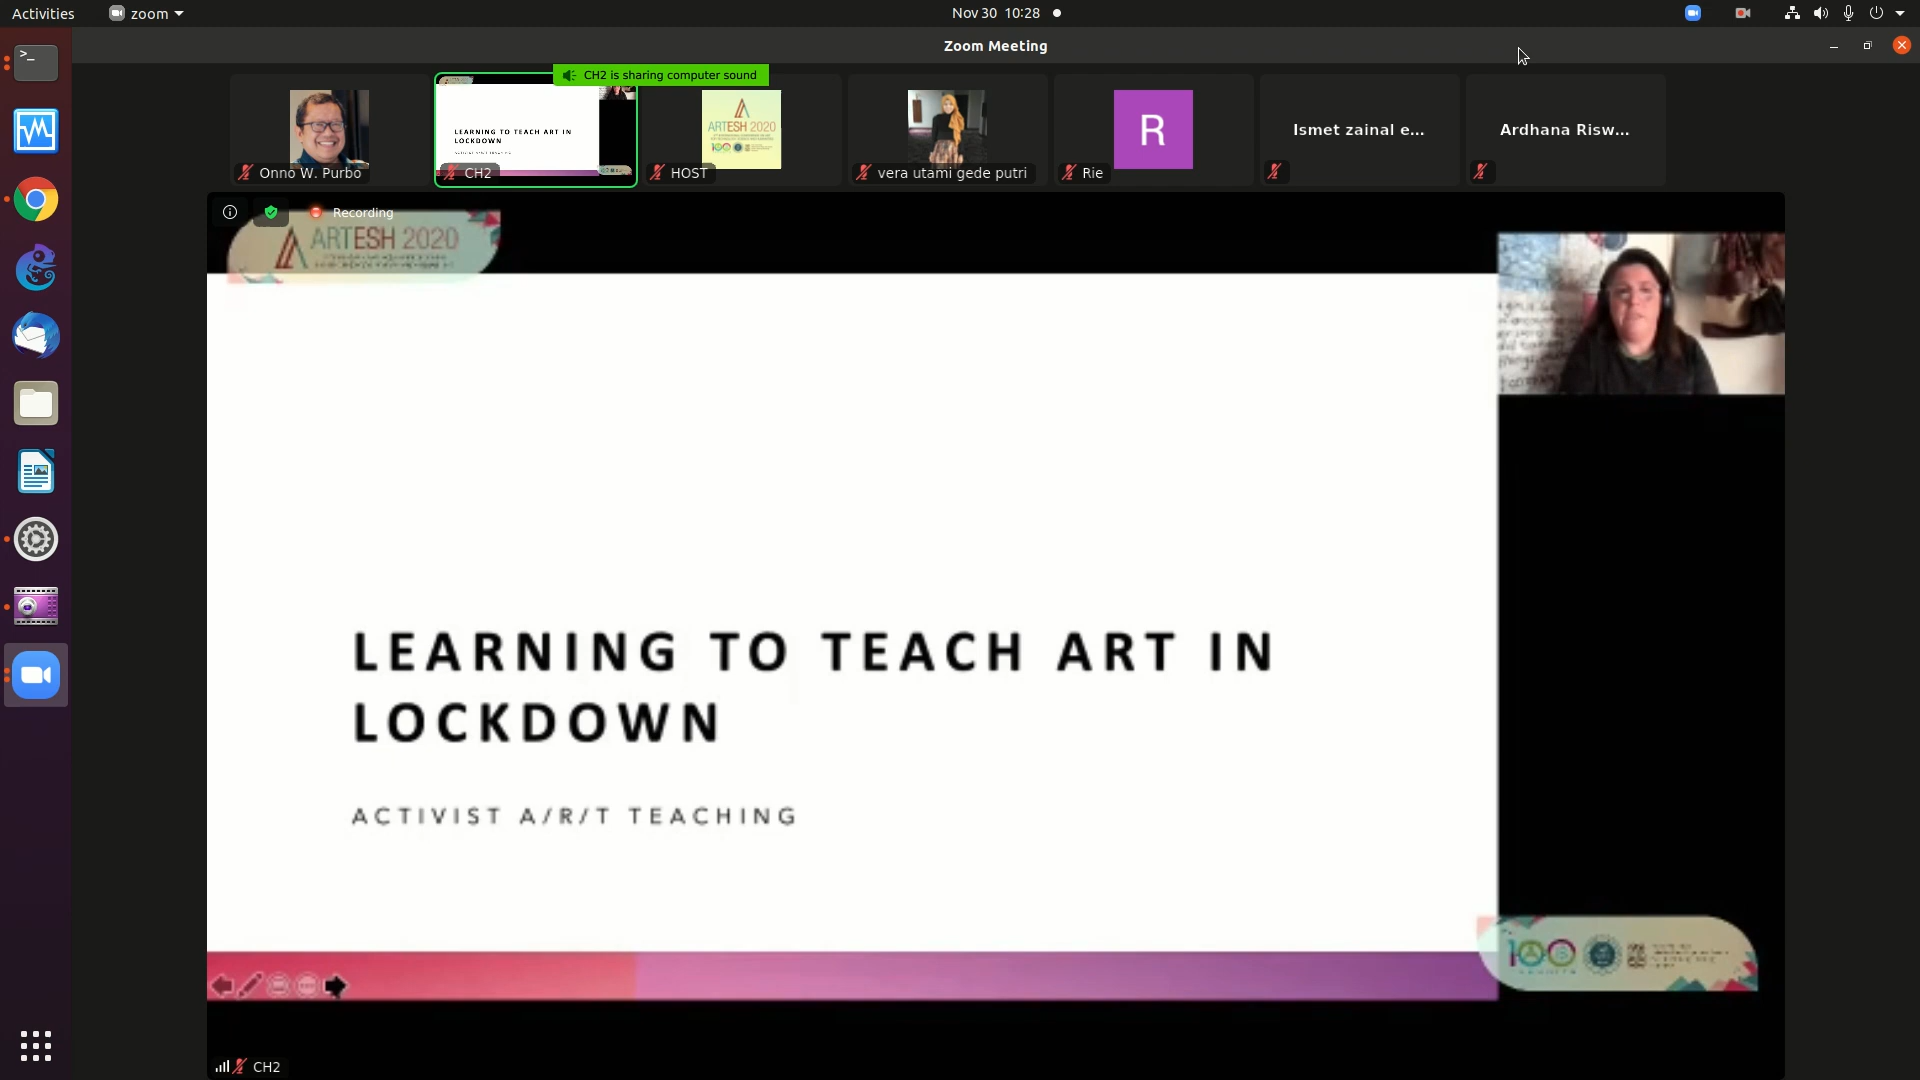 Activities
zoom
Nov 30 10:28
Zoom Meeting
CH2 is sharing computer sound
LEARNING TO TEACH ART IN
LOCKDOWN
ARTESH 2020
R
Ismet zainal e...
Ardhana Risw...
Onno W. Purbo
CH2
HOST
vera utami gede putri
Rie
Recording
ARTESH 2020
LEARNING TO TEACH ART IN
LOCKDOWN
ACTIVIST A/R/T TEACHING
100
CH2